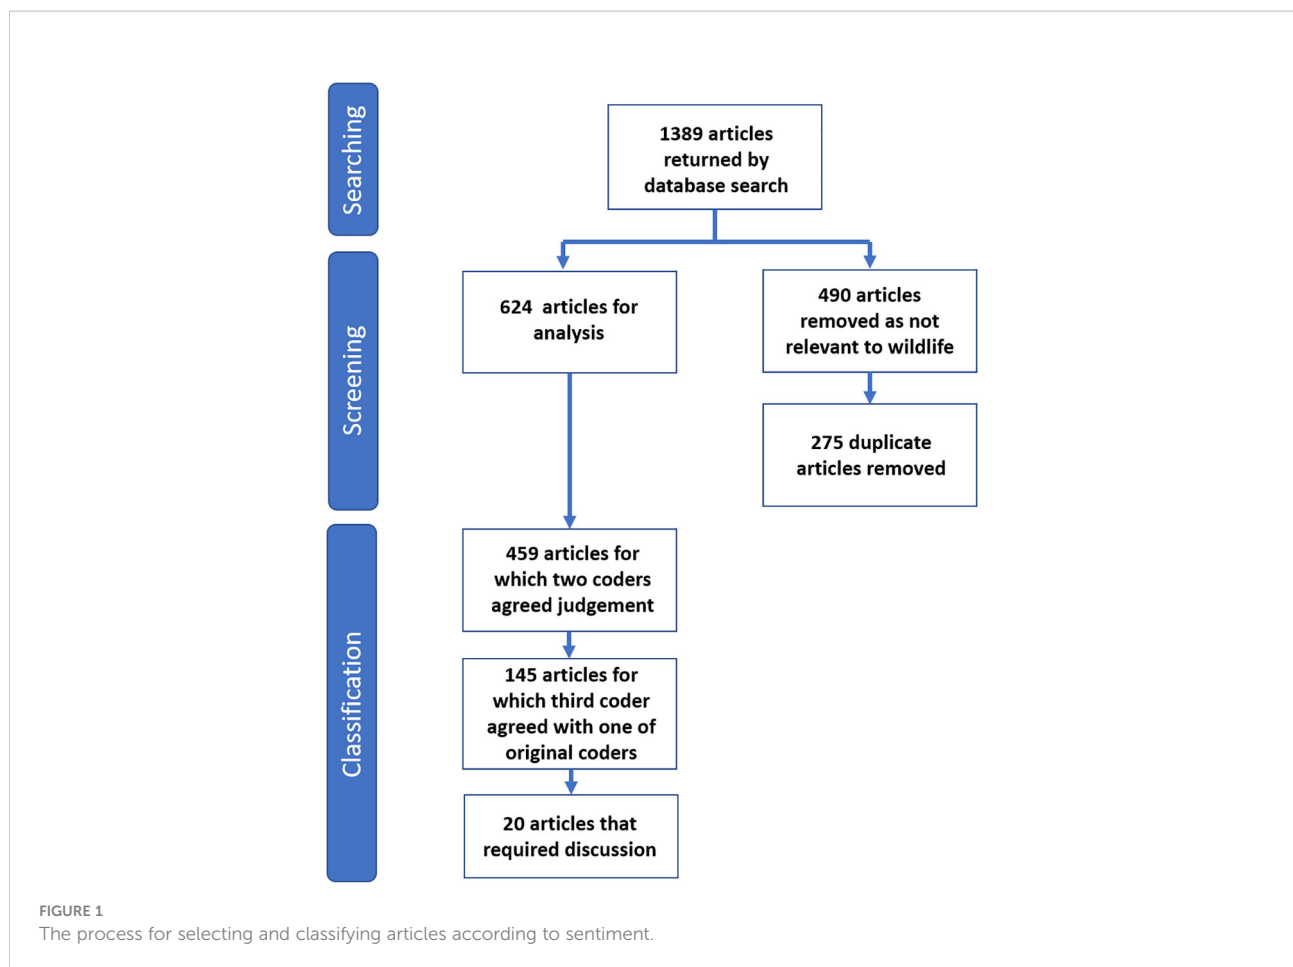 Searching
1389 articles
returned by
database search
Screening
624 articles for
analysis
490 articles
removed as not
relevant to wildlife
275 duplicate
articles removed
Classification
459 articles for
which two coders
agreed judgement
145 articles for
which third coder
agreed with one of
original coders
20 articles that
required discussion
FIGURE 1
The process for selecting and classifying articles according to sentiment.